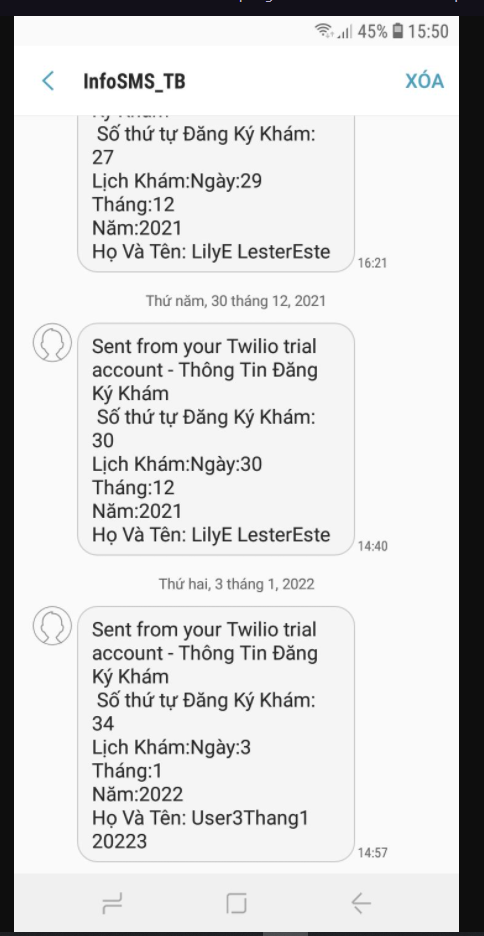 45% 15:50
InfoSMS_TB XÓA
Ký Khám
Số thứ tự Đăng Ký Khám:
27
Lịch Khám:Ngày:29
Tháng:12
Năm:2021
Họ Và Tên: LilyE LesterEste
16:21
Thứ năm, 30 tháng 12, 2021
Sent from your Twilio trial
account - Thông Tin Đăng
Ký Khám
Số thứ tự Đăng Ký Khám:
30
Lịch Khám:Ngày:30
Tháng:12
Năm:2021
Họ Và Tên: LilyE LesterEste
14:40
Thứ hai, 3 tháng 1, 2022
Sent from your Twilio trial
account - Thông Tin Đăng
Ký Khám
Số thứ tự Đăng Ký Khám:
34
Lịch Khám:Ngày:3
Tháng:1
Năm:2022
Họ Và Tên: User3Thang1
20223
14:57